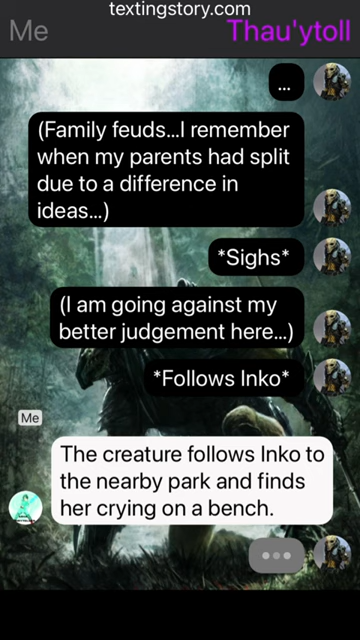 textingstory.com
Me
Thau'ytoll
...
(Family feuds...I remember
when my parents had split
due to a difference in
ideas...)
*Sighs*
(I am going against my
better judgement here...)
*Follows Inko*
Me
The creature follows Inko to
the nearby park and finds
her crying on a bench.